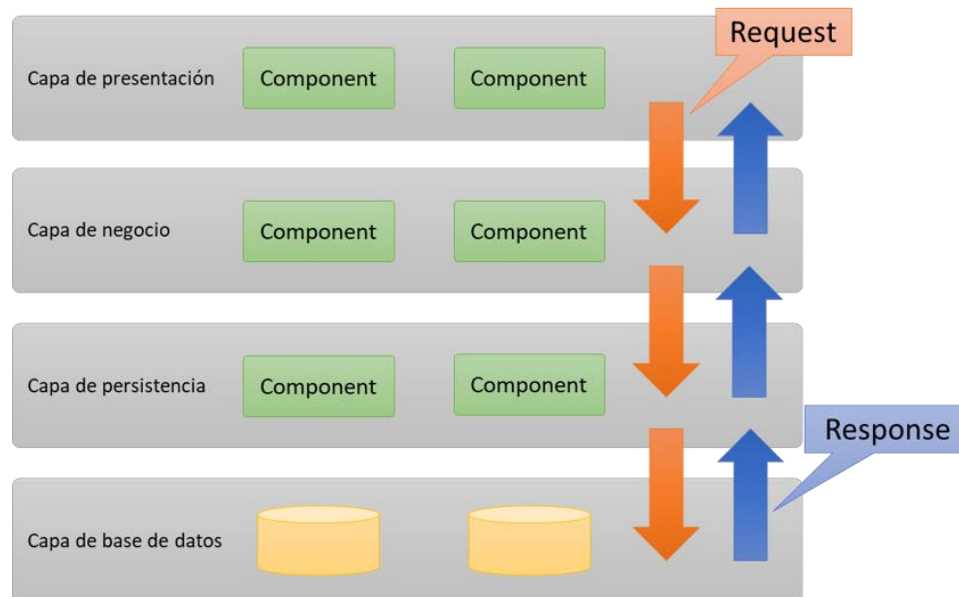 Request
Capa de presentación
Component
Component
Capa de negocio
Component
Component
Capa de persistencia
Component
Component
Response
Capa de base de datos